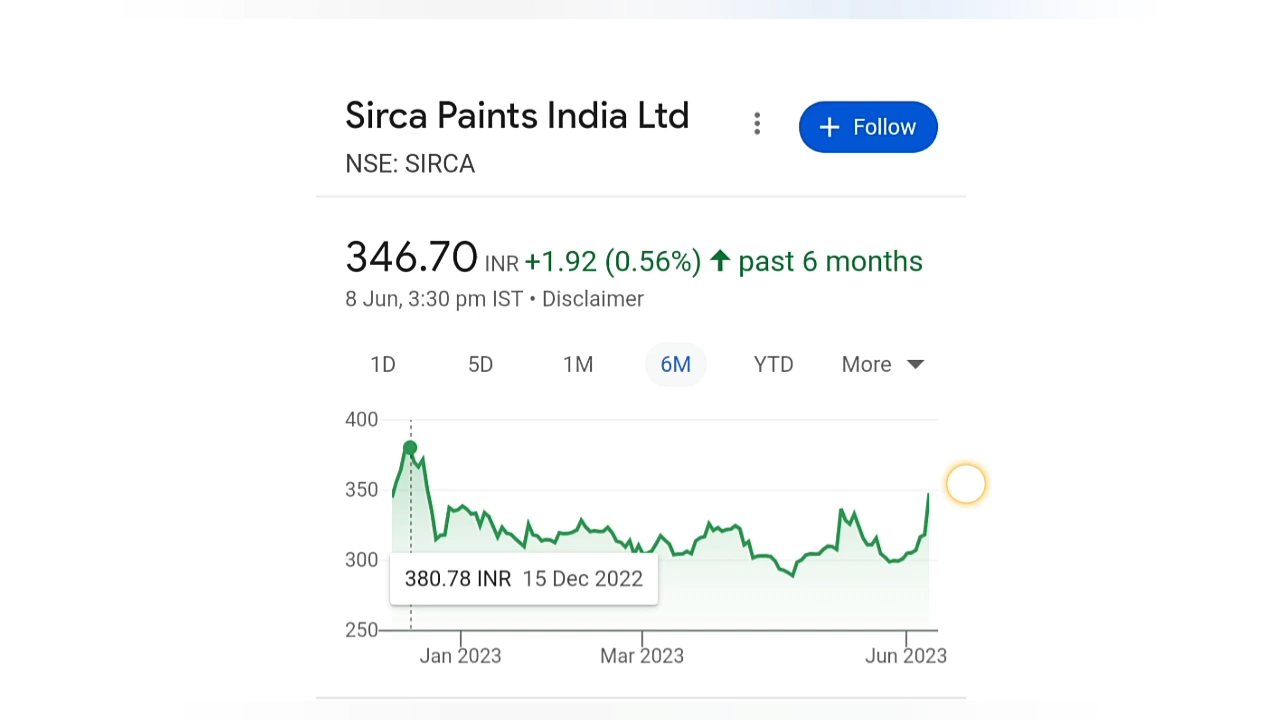 Sirca Paints India Ltd
+ Follow
NSE: SIRCA
346.70 INR +1.92 (0.56%) ↑ past 6 months
8 Jun, 3:30 pm IST • Disclaimer
1D 5D 1M 6M YTD More
400
350
300
380.78 INR 15 Dec 2022
250
Jan 2023 Mar 2023 Jun 2023